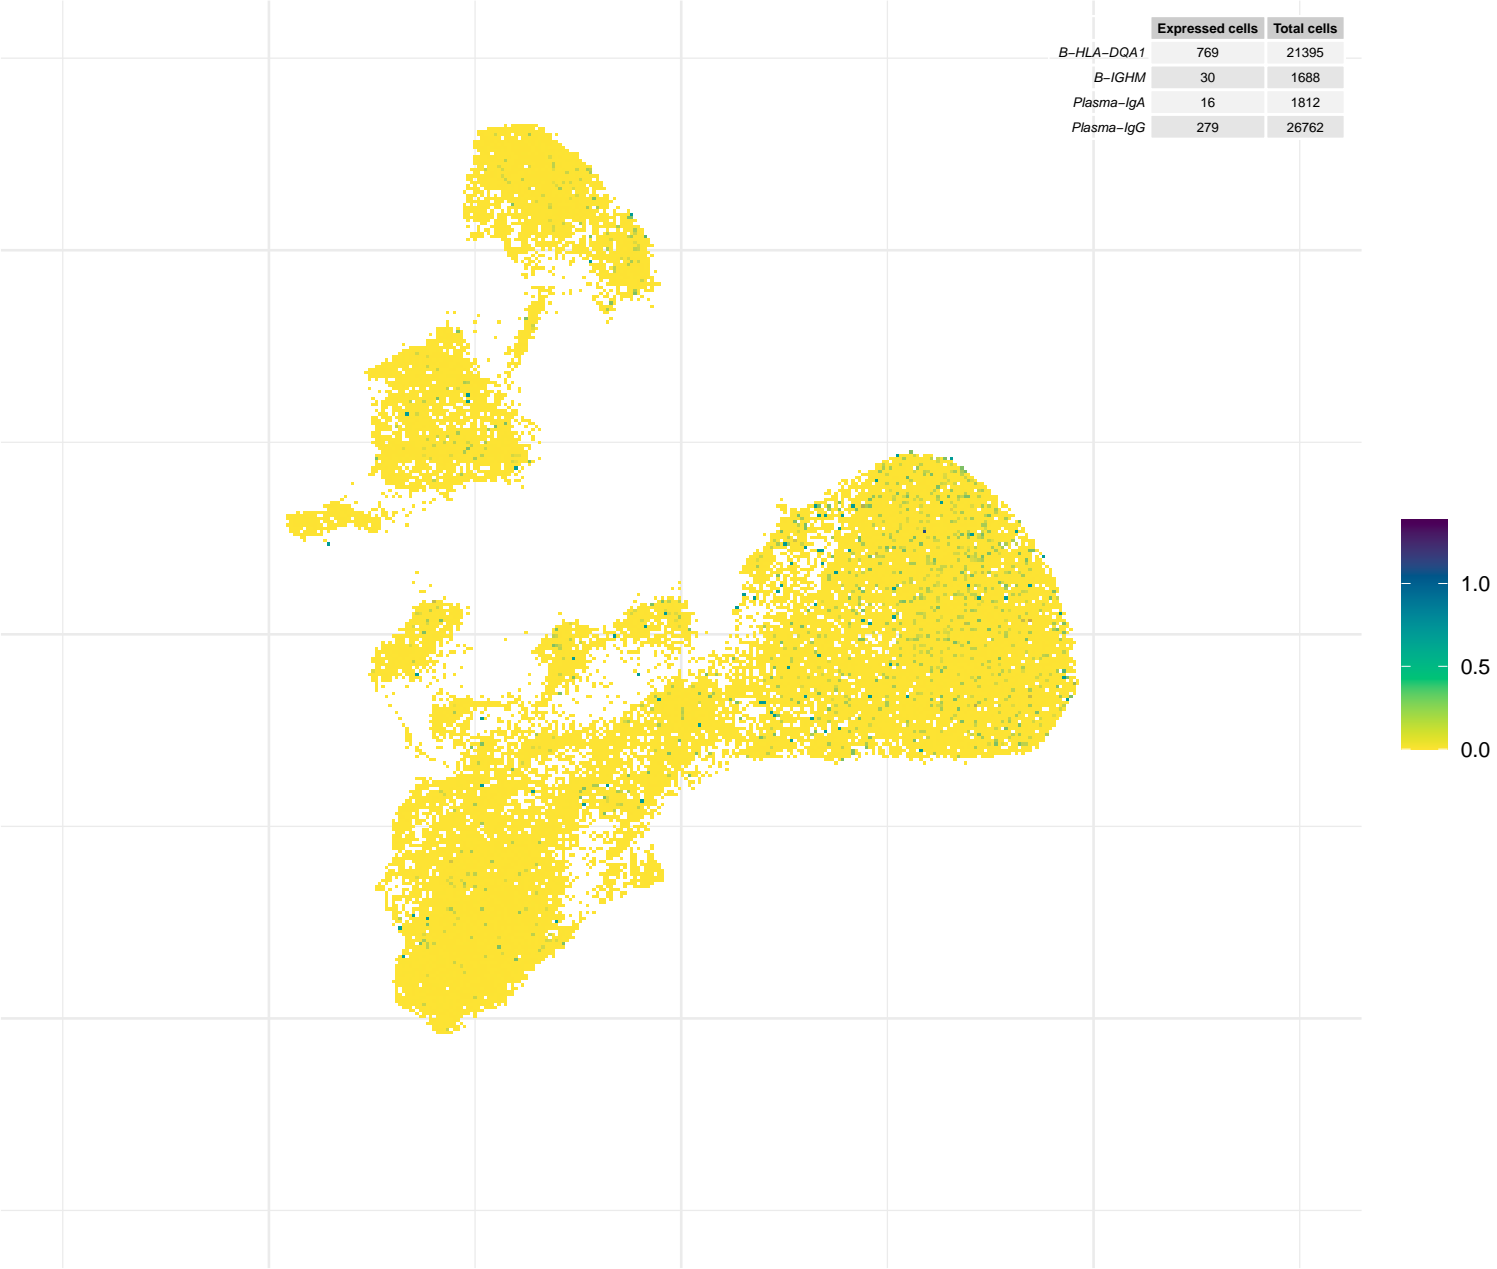 Expressed cells Total cells
B−HLA−DQA1 769 21395
B−IGHM 30 1688
Plasma−IgA 16 1812
Plasma−IgG 279 26762
1.0
0.5
0.0